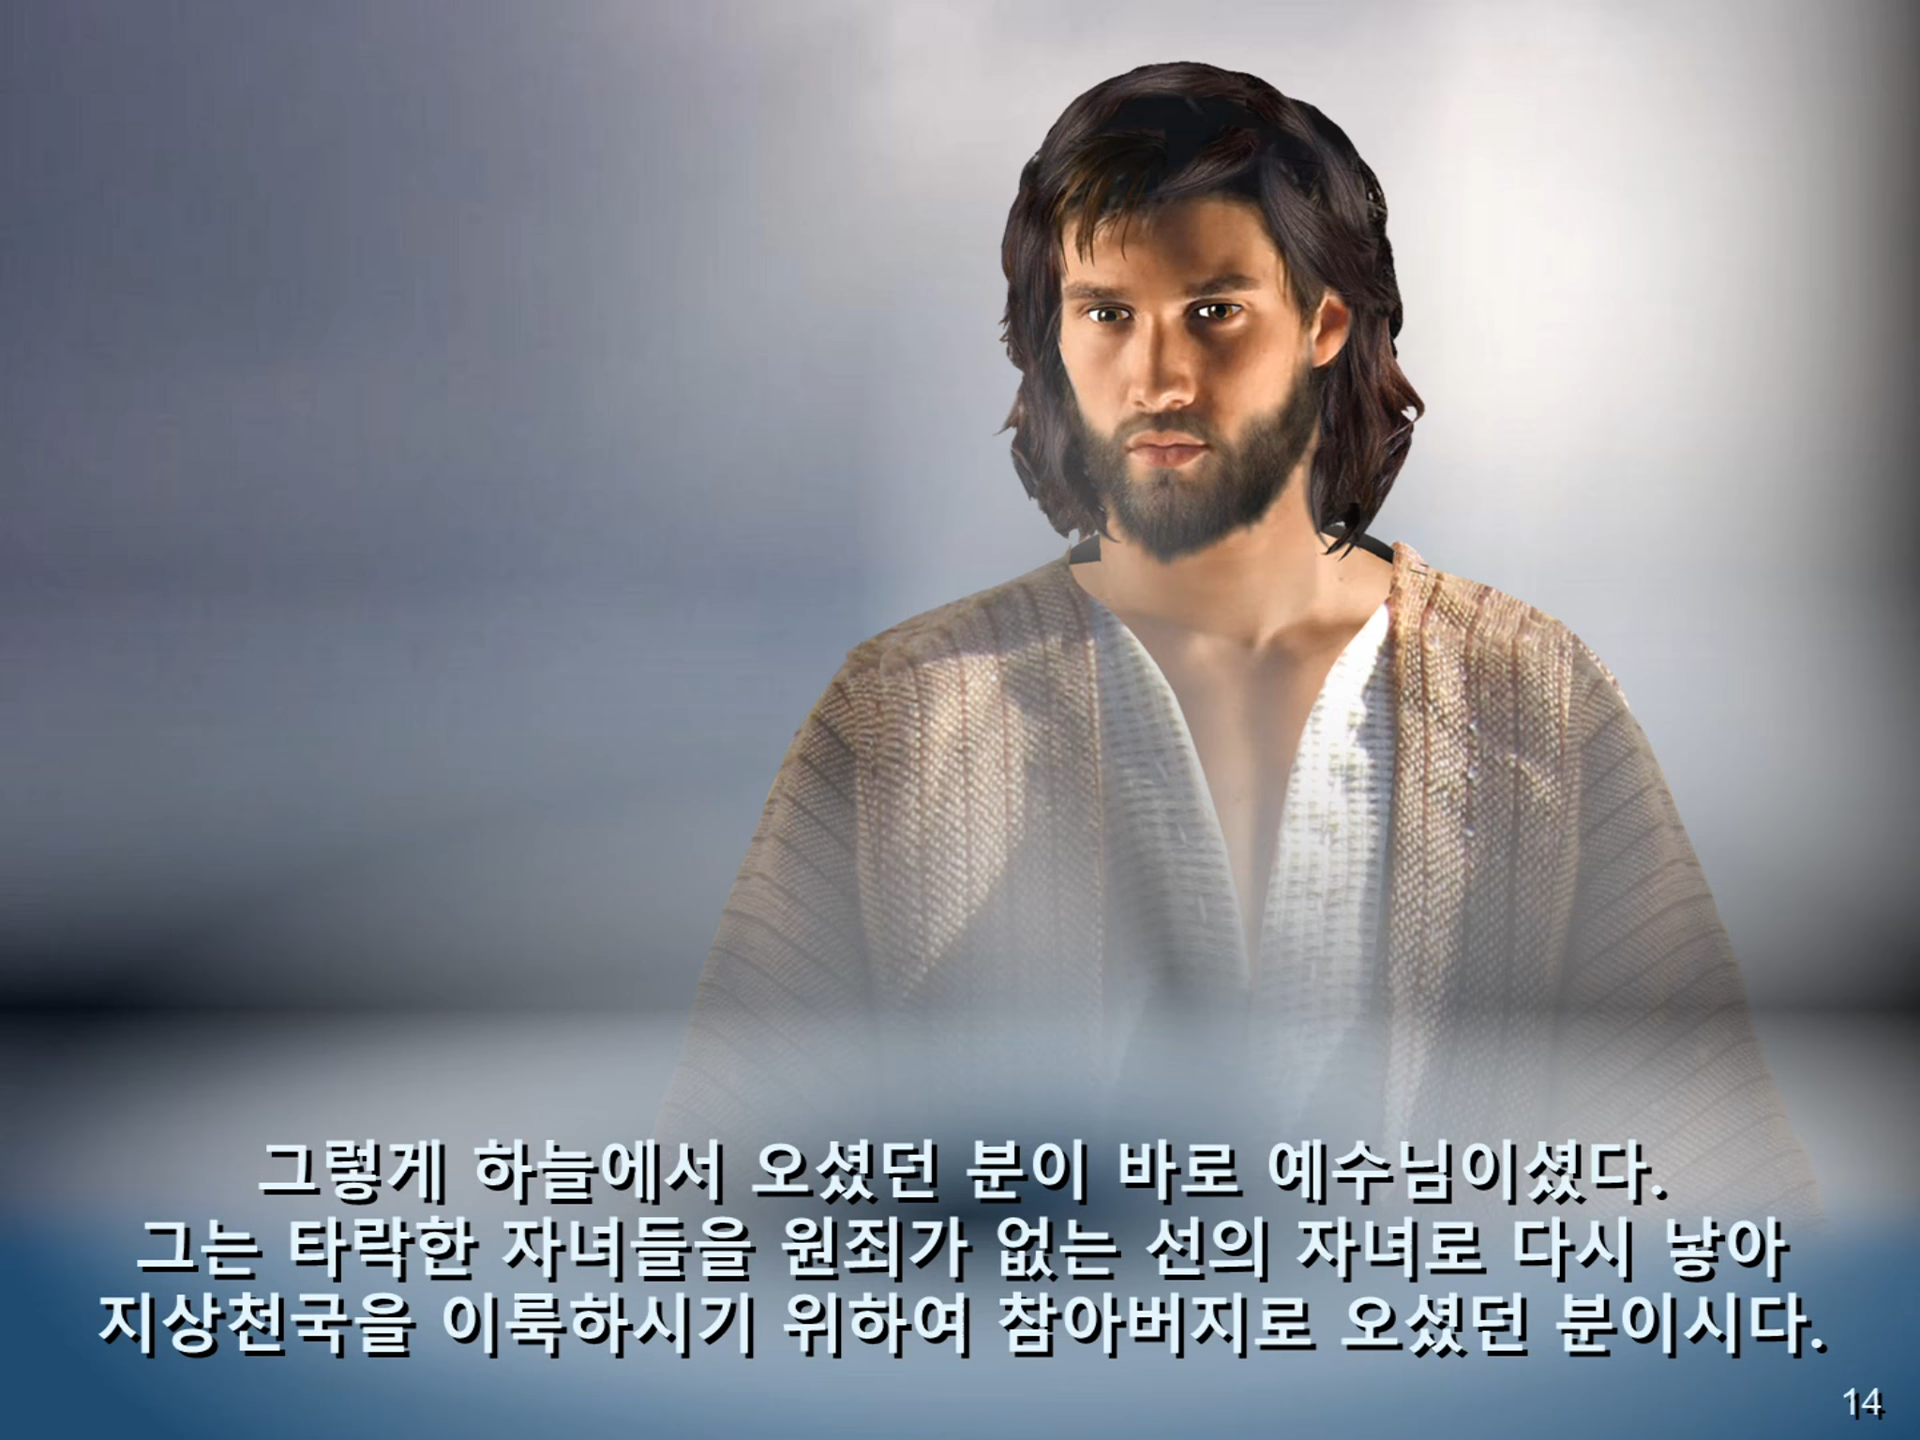 그렇게 하늘에서 오셨던 분이 바로 예수님이셨다.
그는 타락한 자녀들을 원죄가 없는 선의 자녀로 다시 낳아
지상천국을 이룩하시기 위하여 참아버지로 오셨던 분이시다.
14